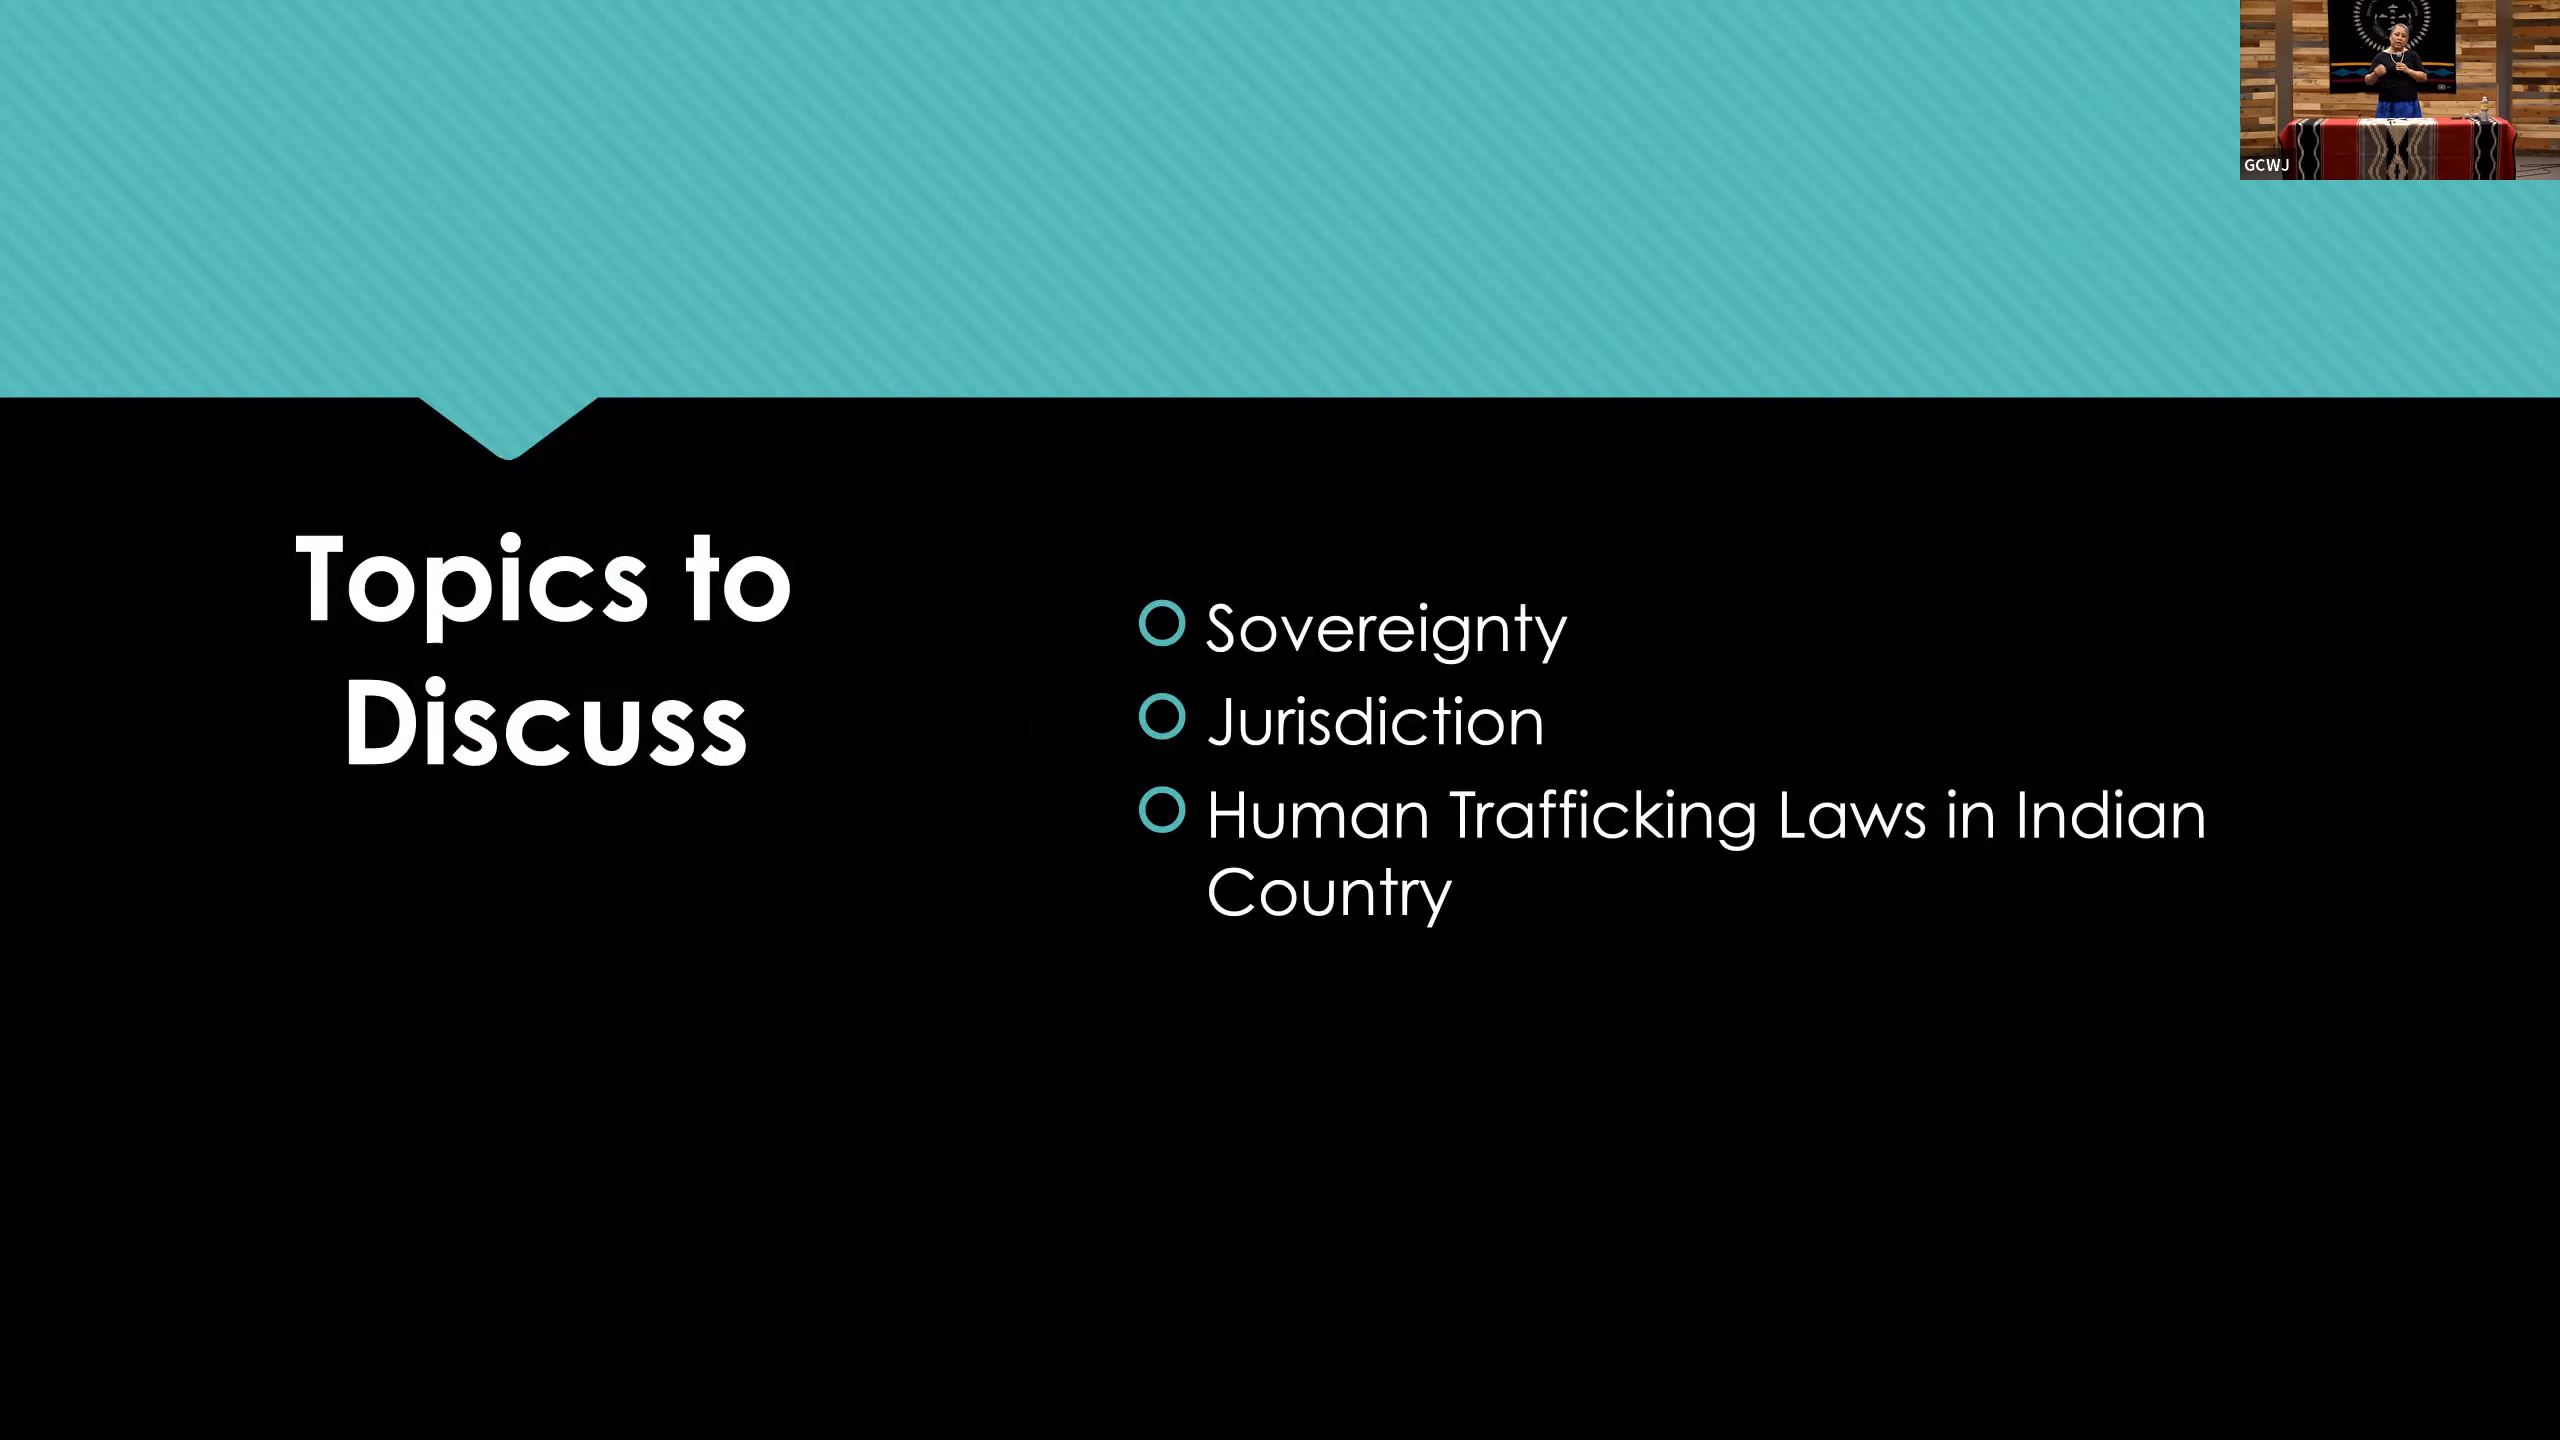 GCWJ
Topics to
Discuss
Sovereignty
Jurisdiction
Human Trafficking Laws in Indian
Country